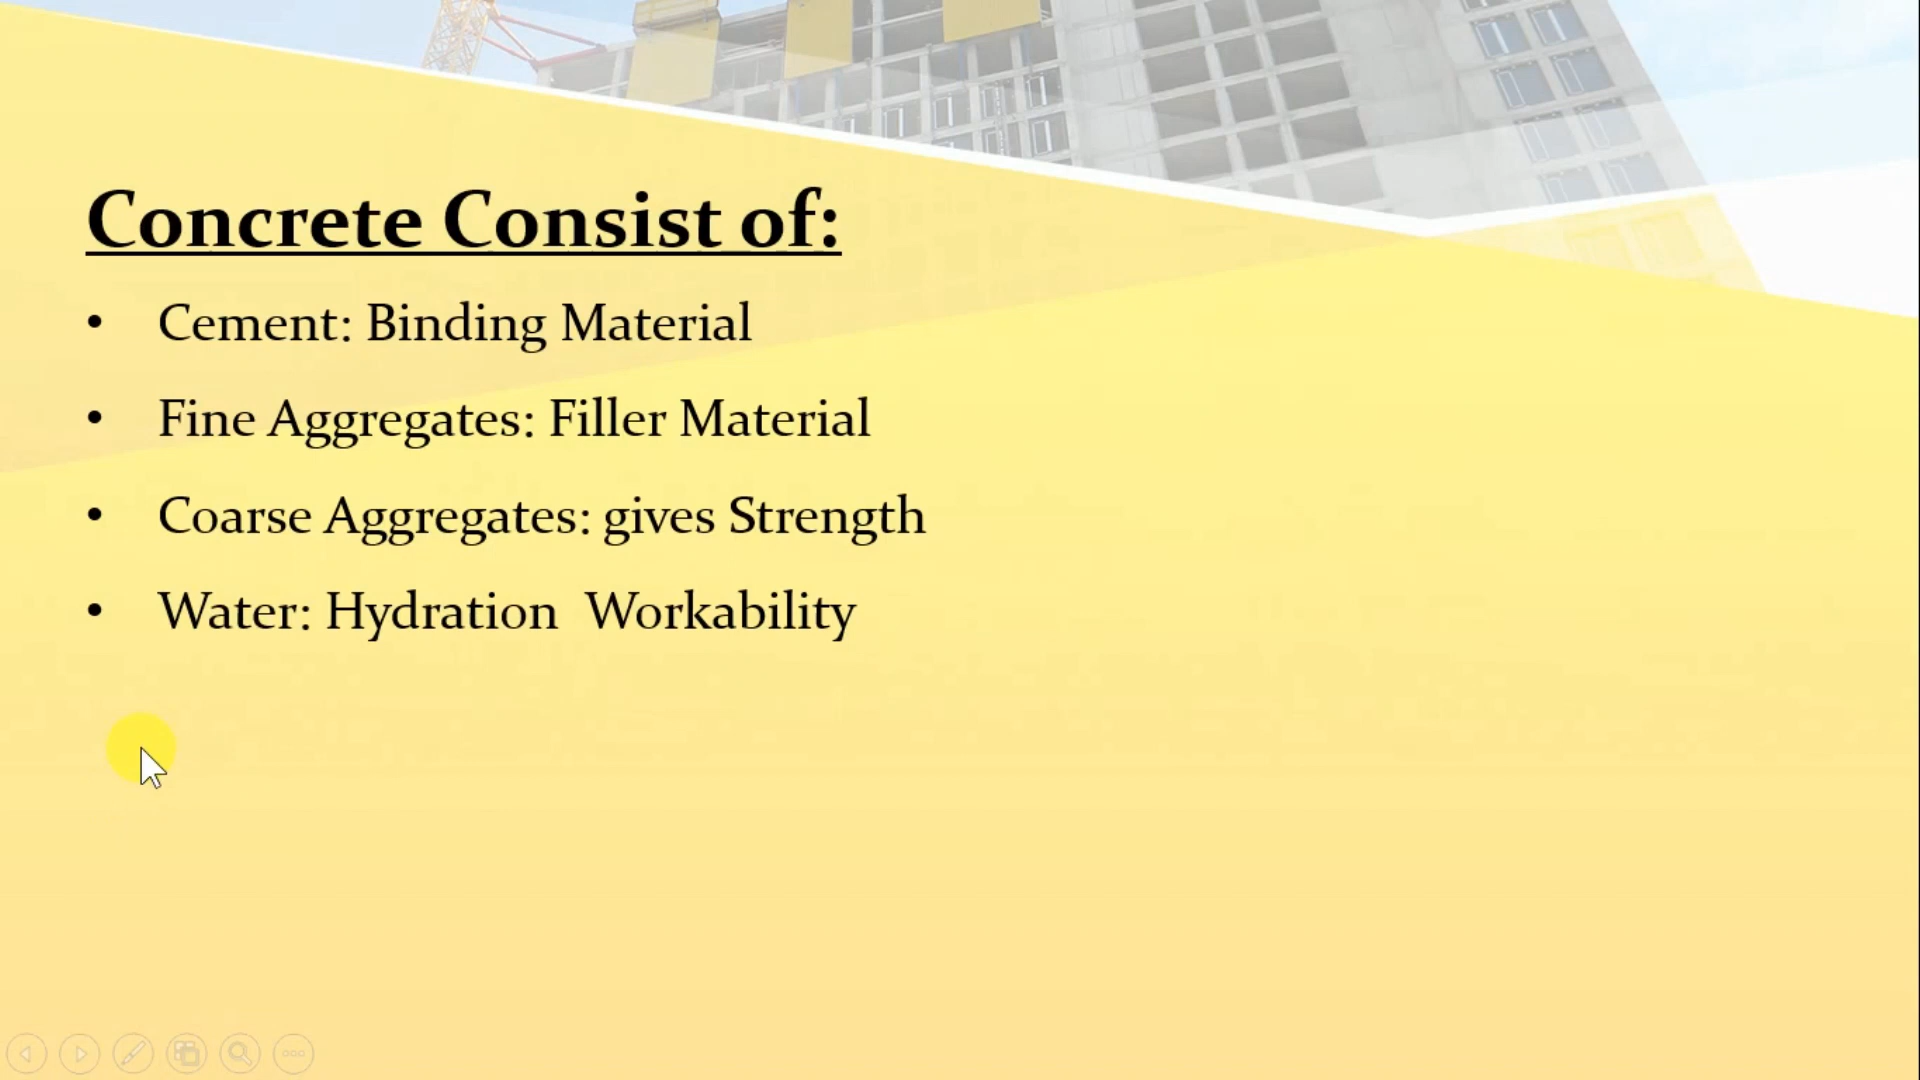 Concrete Consist of:
• Cement: Binding Material
• Fine Aggregates: Filler Material
• Coarse Aggregates: gives Strength
• Water: Hydration  Workability